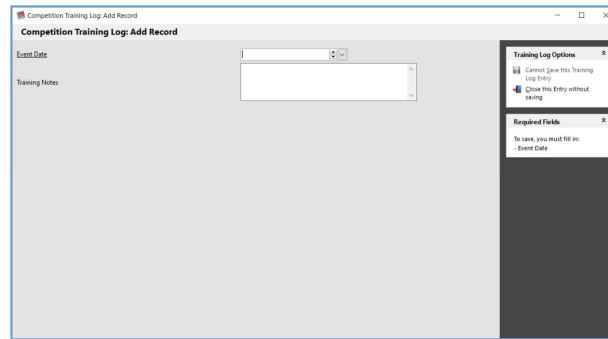 Competition Training Log: Add Record
Competition Training Log: Add Record
Event Date
Training Notes
Training Log Options
Cannot Save this Training
Log Entry
Close this Entry without
saving
Required Fields
To save, you must fill in:
- Event Date